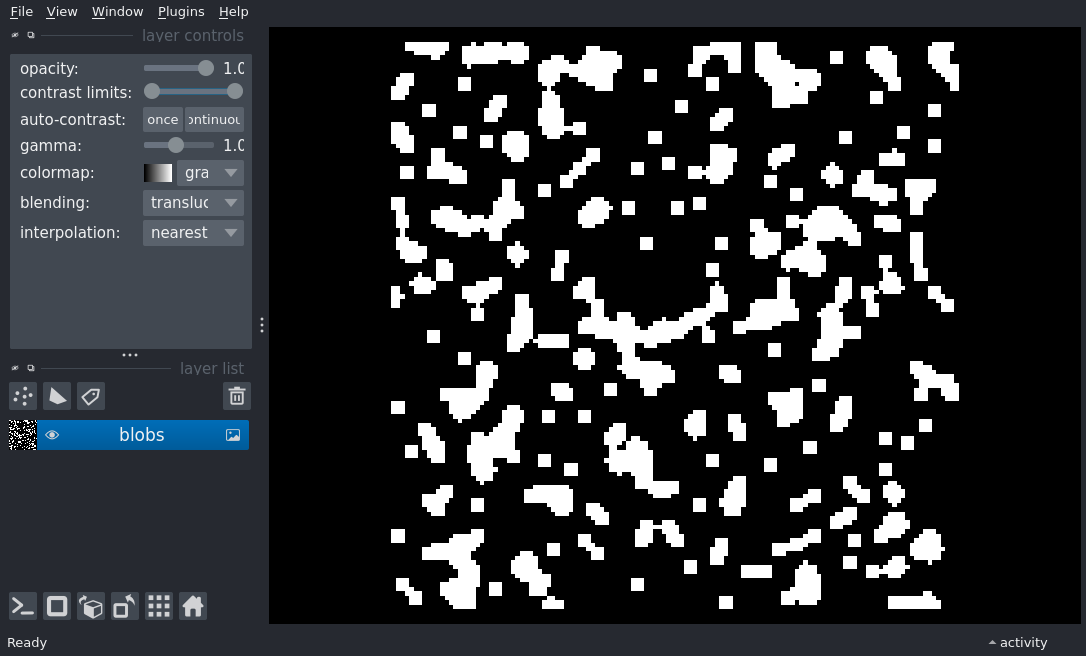 File View Window Plugins Help
layer controls
opacity: 1.0
contrast limits:
auto-contrast: once ontinuou
gamma: 1.0
colormap: gra
blending: transluc
interpolation: nearest
layer list
blobs
Ready
activity